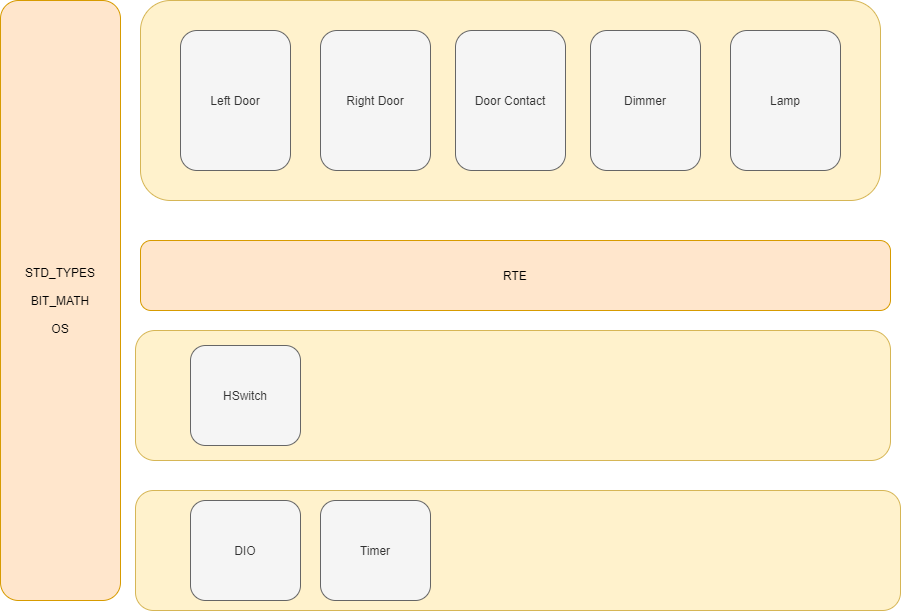 Left Door
Right Door
Door Contact
Dimmer
Lamp
STD_TYPES
BIT_MATH
OS
RTE
HSwitch
DIO
Timer